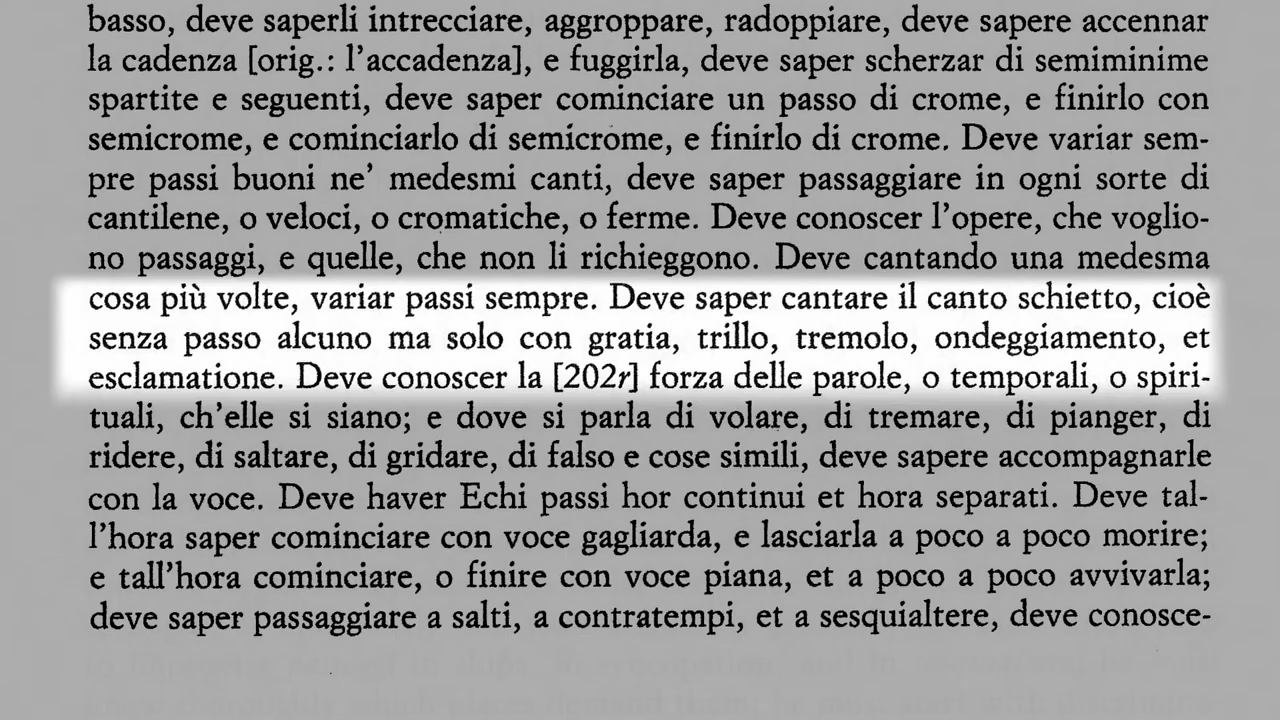 basso, deve saperli intrecciare, aggroppare, radoppiare, deve sapere accennar
la cadenza [orig.: l'accadenza], e fuggirla, deve saper scherzar di semiminime
spartite e seguenti, deve saper cominciare un passo di crome, e finirlo con
semicrome, e cominciarlo di semicrome, e finirlo di crome. Deve variar sem-
pre passi buoni ne' medesmi canti, deve saper passaggiare in ogni sorte di
cantilene, o veloci, o cromatiche, o ferme. Deve conoscer l'opere, che voglio-
no passaggi, e quelle, che non li richieggono. Deve cantando una medesma
cosa più volte, variar passi sempre. Deve saper cantare il canto schietto, cioè
senza passo alcuno ma solo con gratia, trillo, tremolo, ondeggiamento, et
esclamatione. Deve conoscer la [202r] forza delle parole, o temporali, o spiri-
tuali, ch'elle si siano; e dove si parla di volare, di tremare, di pianger, di
ridere, di saltare, di gridare, di falso e cose simili, deve sapere accompagnarle
con la voce. Deve haver Echi passi hor continui et hora separati. Deve tal-
l'hora saper cominciare con voce gagliarda, e lasciarla a poco a poco morire;
e tall'hora cominciare, o finire con voce piana, et a poco a poco avvivarla;
deve saper passaggiare a salti, a contratempi, et a sesquialtere, deve conosce-